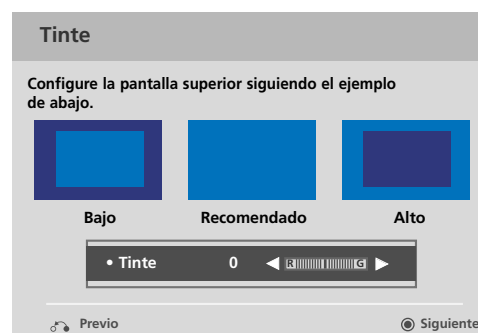 Tinte
Configure la pantalla superior siguiendo el ejemplo
de abajo.
Bajo Recomendado Alto
• Tinte 0 ◀ R G ▶
Previo Siguiente